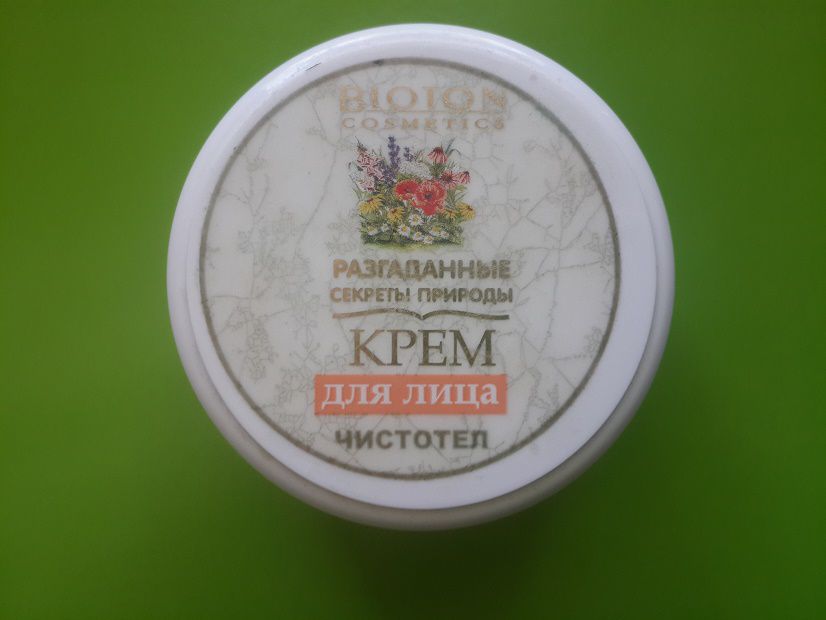 BIOTON
COSMETICS
РАЗГАДАННЫЕ
СЕКРЕТЫ ПРИРОДЫ
КРЕМ
для лица
ЧИСТОТЕЛ